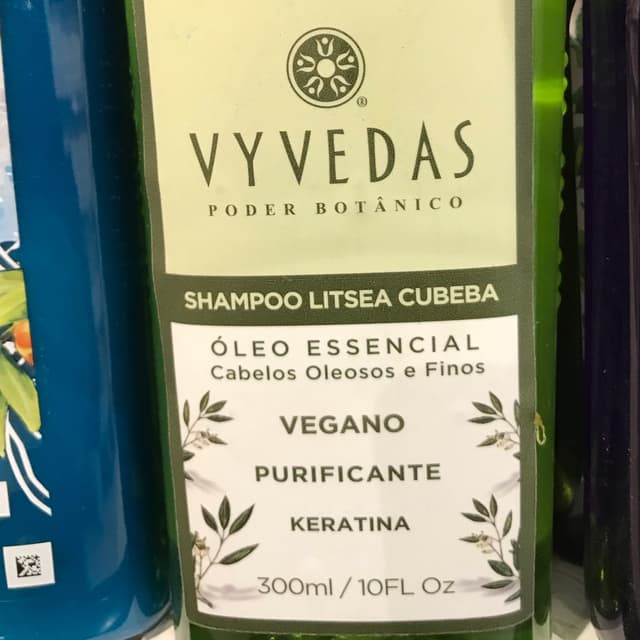 VYVEDAS
®
PODER BOTÂNICO
SHAMPOO LITSEA CUBEBA
ÓLEO ESSENCIAL
Cabelos Oleosos e Finos
VEGANO
PURIFICANTE
KERATINA
300ml / 10FL Oz